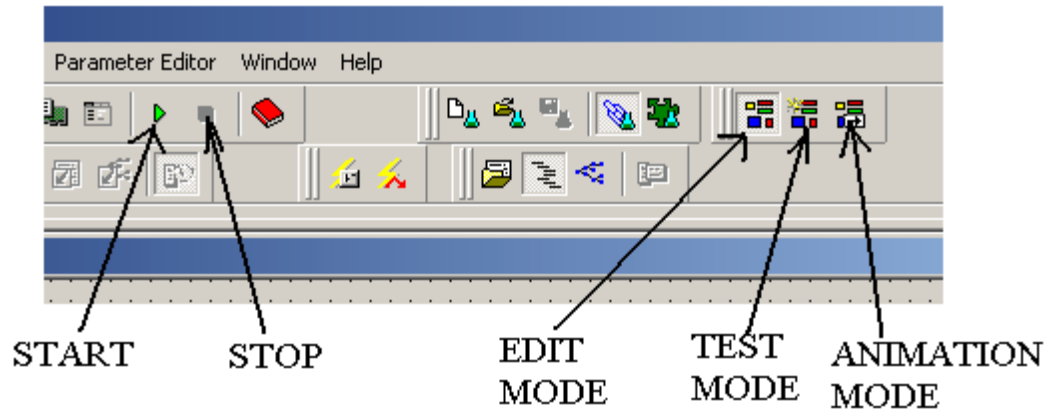 Parameter Editor Window Help
START
STOP
EDIT
MODE
TEST
MODE
ANIMATION
MODE